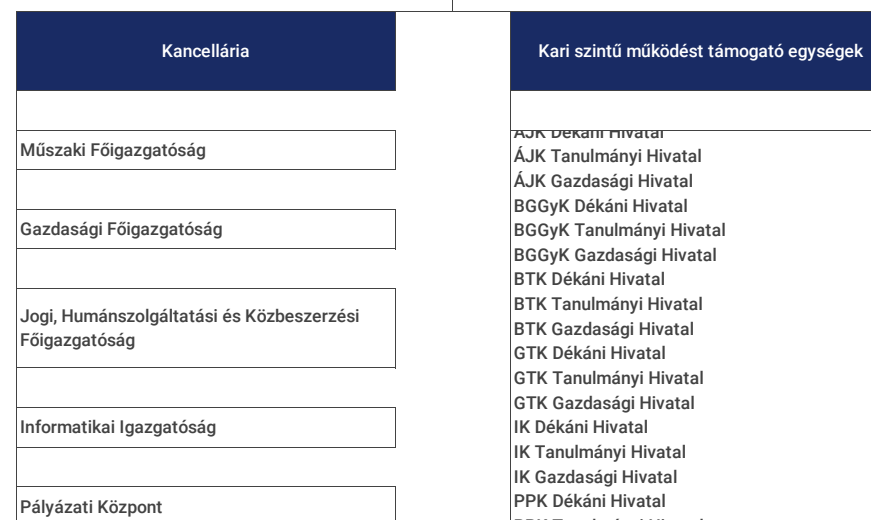 Kancellária
Műszaki Főigazgatóság
Gazdasági Főigazgatóság
Jogi, Humánszolgáltatási és Közbeszerzési
Főigazgatóság
Informatikai Igazgatóság
Pályázati Központ
Kari szintű működést támogató egységek
ÁJK Dékáni Hivatal
ÁJK Tanulmányi Hivatal
ÁJK Gazdasági Hivatal
BGGyK Dékáni Hivatal
BGGyK Tanulmányi Hivatal
BGGyK Gazdasági Hivatal
BTK Dékáni Hivatal
BTK Tanulmányi Hivatal
BTK Gazdasági Hivatal
GTK Dékáni Hivatal
GTK Tanulmányi Hivatal
GTK Gazdasági Hivatal
IK Dékáni Hivatal
IK Tanulmányi Hivatal
IK Gazdasági Hivatal
PPK Dékáni Hivatal